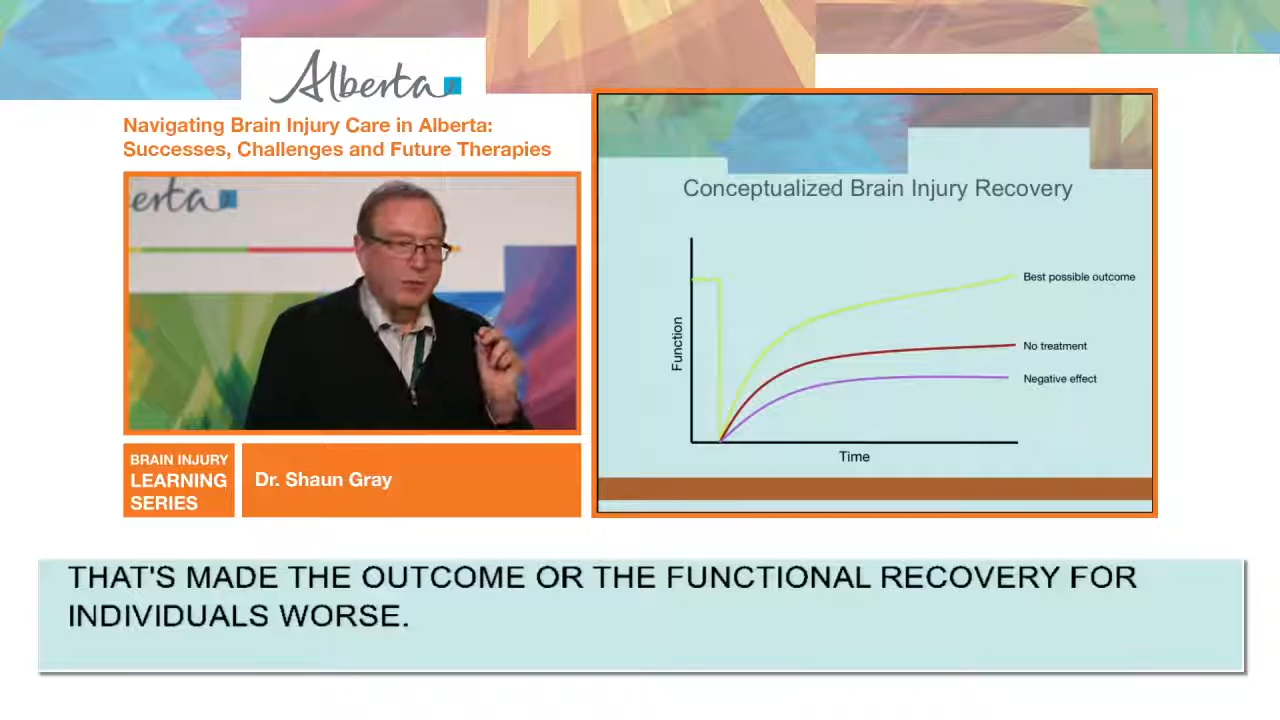 Alberta
Navigating Brain Injury Care in Alberta:
Successes, Challenges and Future Therapies
erta
BRAIN INJURY
LEARNING
SERIES
Dr. Shaun Gray
Conceptualized Brain Injury Recovery
Function
Best possible outcome
No treatment
Negative effect
Time
THAT'S MADE THE OUTCOME OR THE FUNCTIONAL RECOVERY FOR
INDIVIDUALS WORSE.